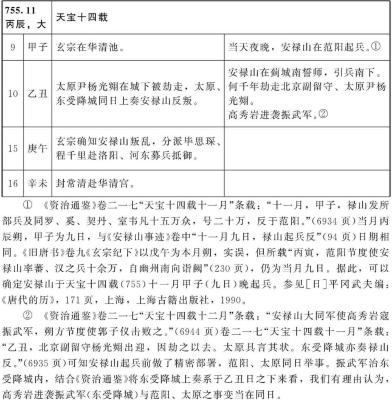 755.11
丙辰，大
天宝十四载
9
甲子
玄宗在华清池。
当天夜晚，安禄山在范阳起兵。①
10
乙丑
太原尹杨光翙在城下被劫走，太原、
东受降城同日上奏安禄山反叛。
安禄山在蓟城南誓师，引兵南下。
何千年劫走北京副留守、太原尹杨
光翙。
高秀岩进袭振武军。②
15
庚午
玄宗确知安禄山叛乱，分派毕思琛、
程千里赴洛阳、河东募兵抵御。
16
辛未
封常清赴华清宫。
① 《资治通鉴》卷二一七“天宝十四载十一月”条载：“十一月，甲子，禄山发所
部兵及同罗、奚、契丹、室韦凡十五万众，号二十万，反于范阳。”(6934页)当月丙
辰朔，甲子为九日，与《安禄山事迹》卷中“十一月九日，禄山起兵反”(94页)日期相
同。《旧唐书》卷九《玄宗纪下》以戊午为本月朔，实误，但所载“丙寅，范阳节度使安
禄山率蕃、汉之兵十余万，自幽州南向诣阙”(230页)，仍为当月九日。据此，可以
确定安禄山于天宝十四载(755)十一月甲子(九日)晚起兵。参见[日]平冈武夫编：
《唐代的历》，171页，上海，上海古籍出版社，1990。
② 《资治通鉴》卷二一七“天宝十四载十二月”条载：“安禄山大同军使高秀岩寇
振武军，朔方节度使郭子仪击败之。”(6944页)卷二一七“天宝十四载十一月”条载：
“乙丑，北京副留守杨光翙出迎，因劫之以去。太原具言其状。东受降城亦奏禄山
反。”(6935页)可知安禄山起兵前做了精密部署，范阳、太原同日举事。振武军治东
受降城内，结合《资治通鉴》将东受降城上奏系于乙丑日之下来看，我们有理由认为，
高秀岩进袭振武军(东受降城)与范阳、太原之事变当在同日。